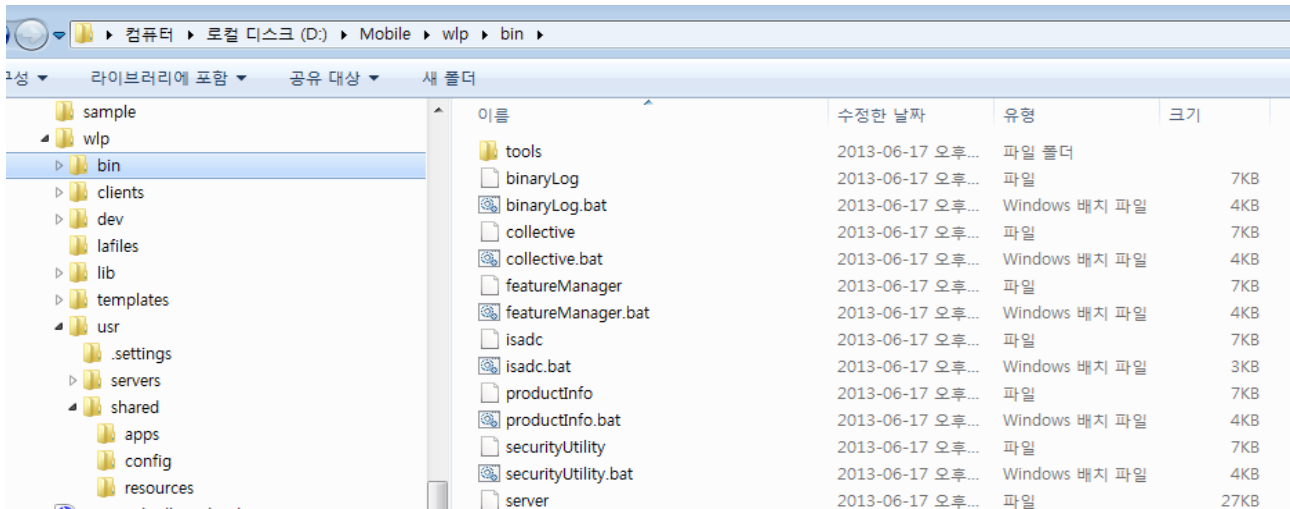 컴퓨터 로컬 디스크 (D:) Mobile wlp bin
구성 라이브러리에 포함 공유 대상 새 폴더
sample
wlp
bin
clients
dev
lafiles
lib
templates
usr
.settings
servers
shared
apps
config
resources
이름 수정한 날짜 유형 크기
tools 2013-06-17 오후... 파일 폴더
binaryLog 2013-06-17 오후... 파일 7KB
binaryLog.bat 2013-06-17 오후... Windows 배치 파일 4KB
collective 2013-06-17 오후... 파일 7KB
collective.bat 2013-06-17 오후... Windows 배치 파일 4KB
featureManager 2013-06-17 오후... 파일 7KB
featureManager.bat 2013-06-17 오후... Windows 배치 파일 4KB
isadc 2013-06-17 오후... 파일 7KB
isadc.bat 2013-06-17 오후... Windows 배치 파일 3KB
productInfo 2013-06-17 오후... 파일 7KB
productInfo.bat 2013-06-17 오후... Windows 배치 파일 4KB
securityUtility 2013-06-17 오후... 파일 7KB
securityUtility.bat 2013-06-17 오후... Windows 배치 파일 4KB
server 2013-06-17 오후... 파일 27KB